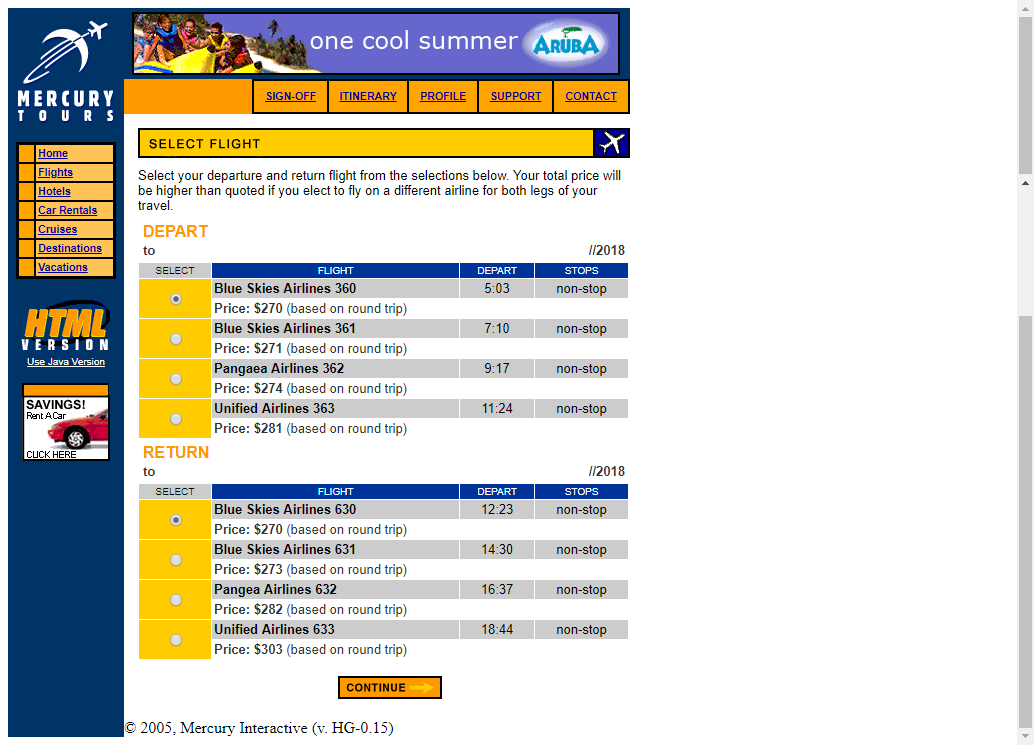 one cool summer ARUBA
MERCURY
TOURS
SIGN-OFF ITINERARY PROFILE SUPPORT CONTACT
Home
Flights
Hotels
Car Rentals
Cruises
Destinations
Vacations
HTML
VERSION
Use Java Version
SAVINGS!
Rent A Car
CLICK HERE
SELECT FLIGHT
Select your departure and return flight from the selections below. Your total price will
be higher than quoted if you elect to fly on a different airline for both legs of your
travel.
DEPART
to //2018
SELECT FLIGHT DEPART STOPS
Blue Skies Airlines 360 5:03 non-stop
Price: $270 (based on round trip)
Blue Skies Airlines 361 7:10 non-stop
Price: $271 (based on round trip)
Pangaea Airlines 362 9:17 non-stop
Price: $274 (based on round trip)
Unified Airlines 363 11:24 non-stop
Price: $281 (based on round trip)
RETURN
to //2018
SELECT FLIGHT DEPART STOPS
Blue Skies Airlines 630 12:23 non-stop
Price: $270 (based on round trip)
Blue Skies Airlines 631 14:30 non-stop
Price: $273 (based on round trip)
Pangea Airlines 632 16:37 non-stop
Price: $282 (based on round trip)
Unified Airlines 633 18:44 non-stop
Price: $303 (based on round trip)
CONTINUE
© 2005, Mercury Interactive (v. HG-0.15)